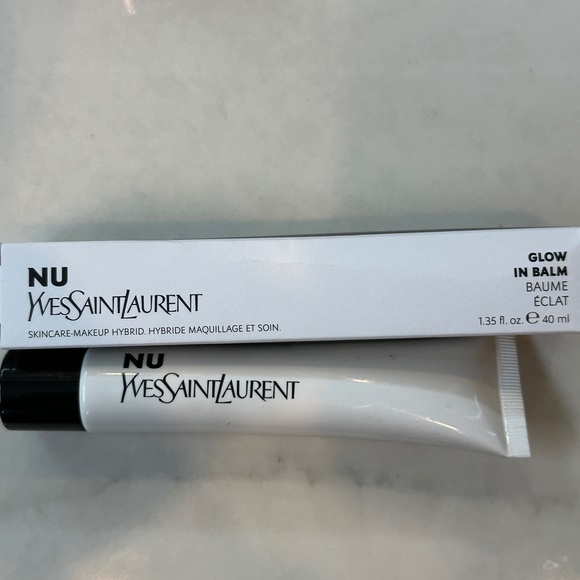 NU
YVESSAINTLAURENT
SKINCARE-MAKEUP HYBRID. HYBRIDE MAQUILLAGE ET SOIN.
GLOW
IN BALM
BAUME
ÉCLAT
1.35 fl. oz. ℮ 40 ml
NU
YVESSAINTLAURENT